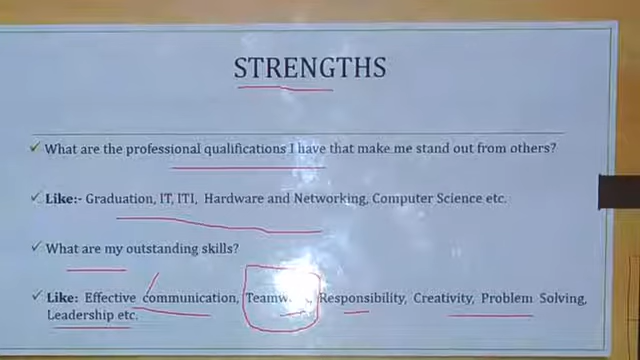 STRENGTHS
What are the professional qualifications I have that make me stand out from others?
Like:- Graduation, IT, ITI, Hardware and Networking, Computer Science etc.
What are my outstanding skills?
Like: Effective communication, Responsibility, Creativity, Problem Solving,
Leadership etc.